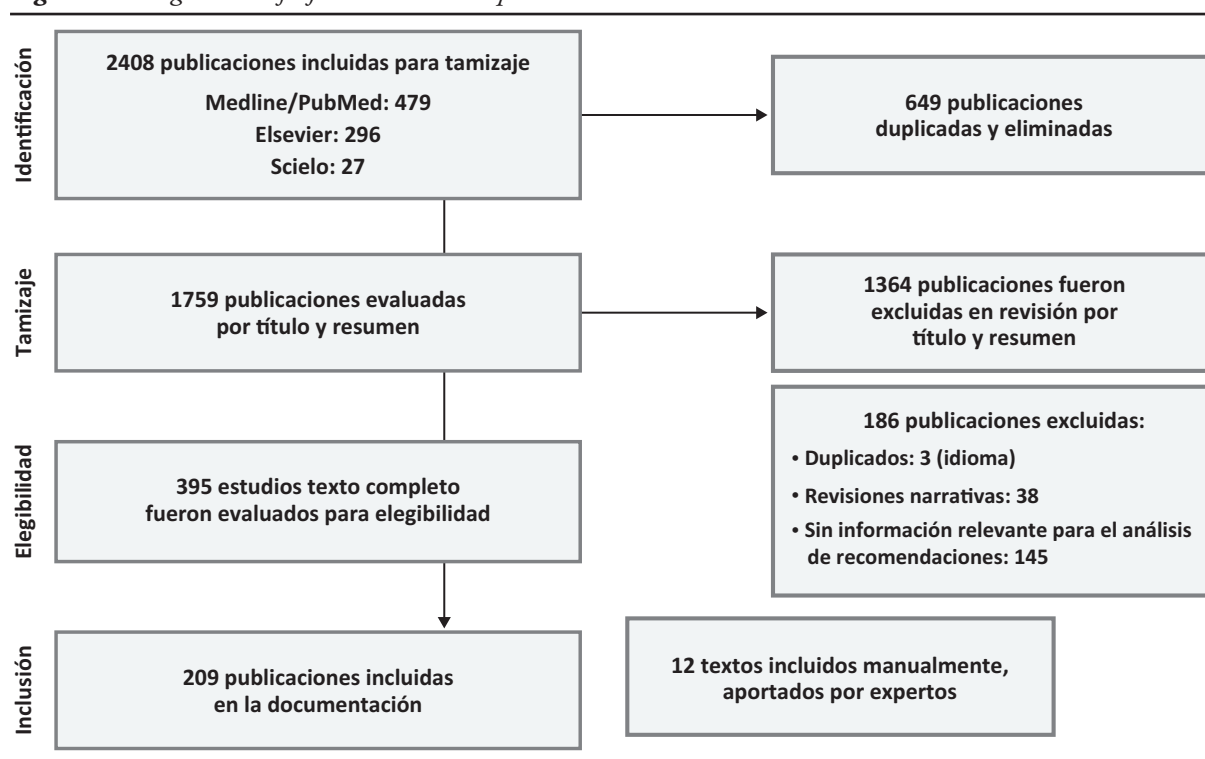 Identificación
2408 publicaciones incluidas para tamizaje
Medline/PubMed: 479
Elsevier: 296
Scielo: 27
649 publicaciones
duplicadas y eliminadas
Tamizaje
1759 publicaciones evaluadas
por título y resumen
1364 publicaciones fueron
excluidas en revisión por
título y resumen
Elegibilidad
395 estudios texto completo
fueron evaluados para elegibilidad
186 publicaciones excluidas:
• Duplicados: 3 (idioma)
• Revisiones narrativas: 38
• Sin información relevante para el análisis
de recomendaciones: 145
Inclusión
209 publicaciones incluidas
en la documentación
12 textos incluidos manualmente,
aportados por expertos